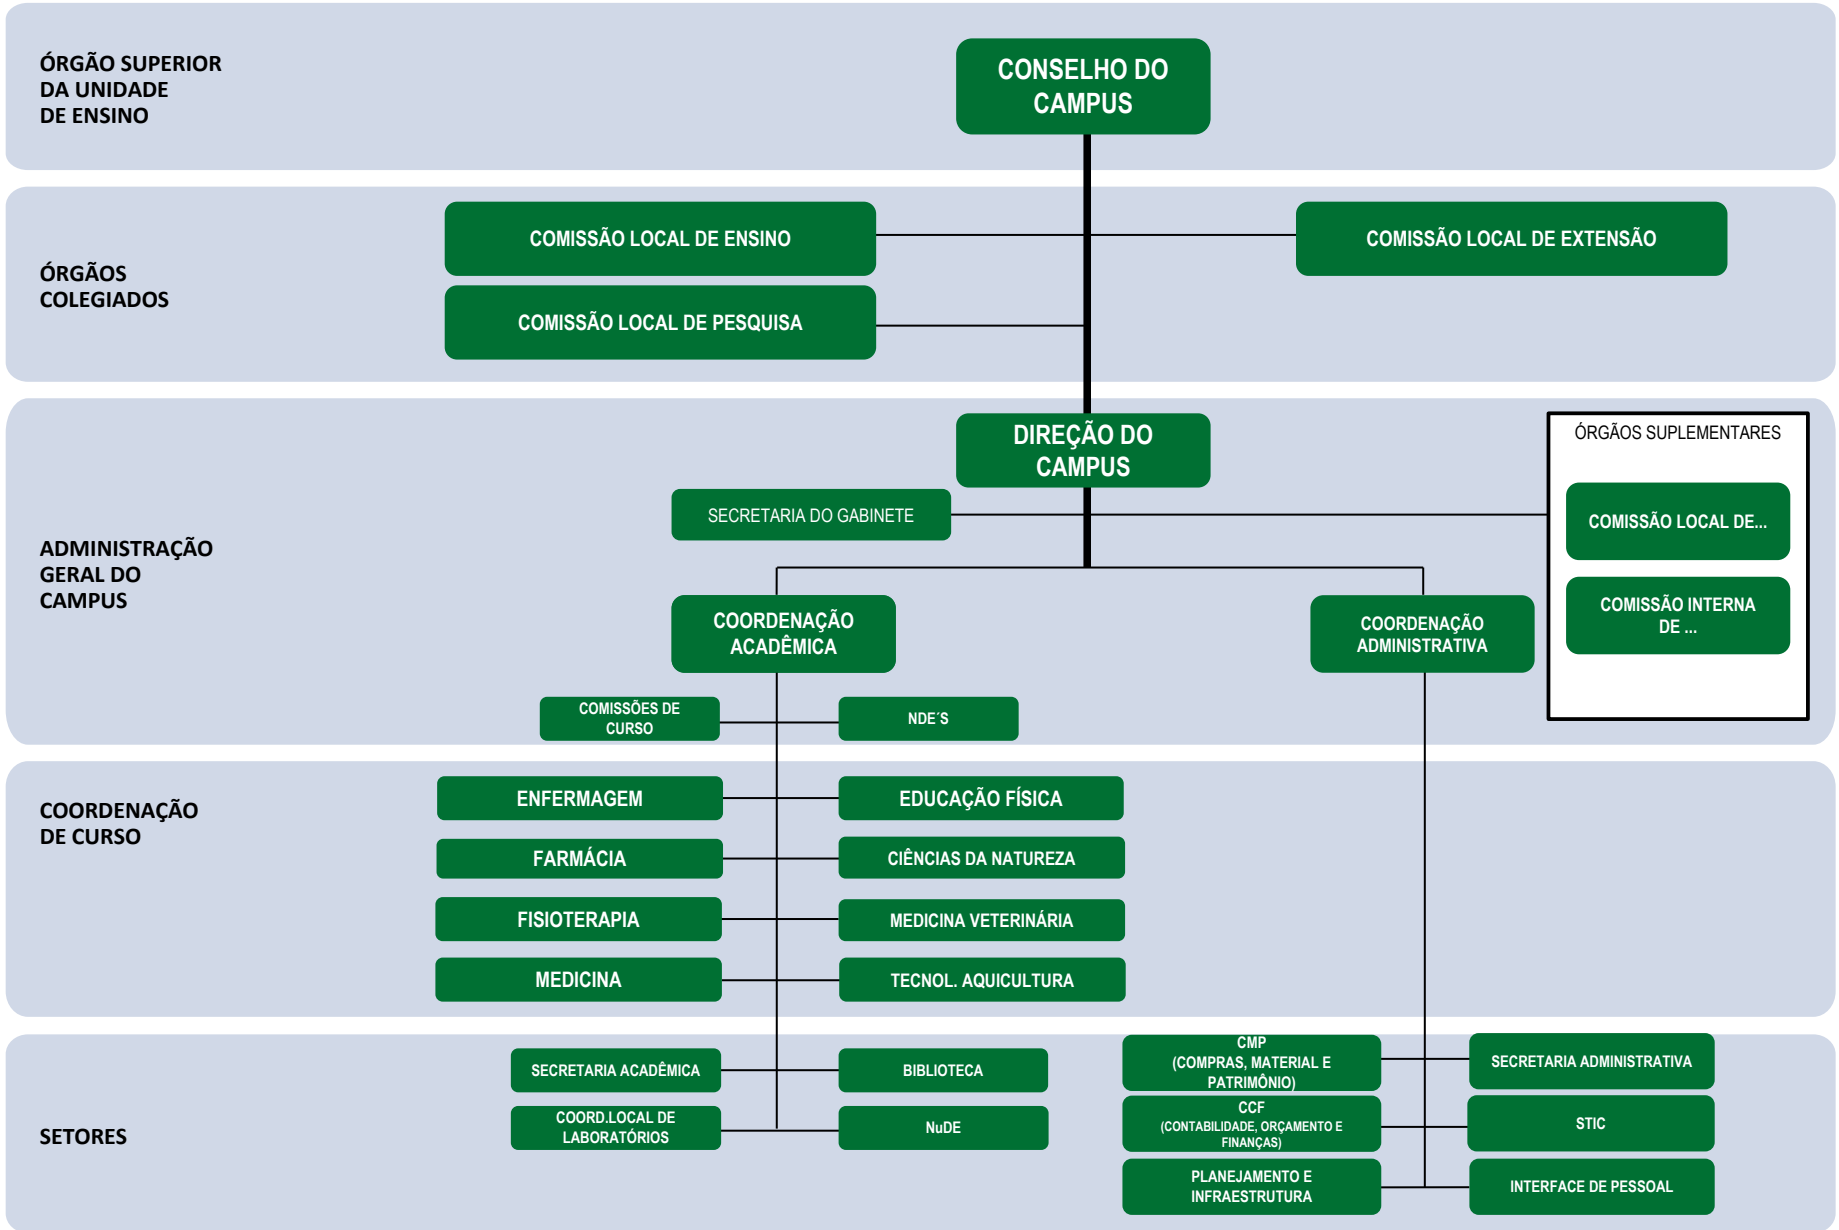 ÓRGÃO SUPERIOR
DA UNIDADE
DE ENSINO
CONSELHO DO
CAMPUS
ÓRGÃOS
COLEGIADOS
COMISSÃO LOCAL DE ENSINO
COMISSÃO LOCAL DE EXTENSÃO
COMISSÃO LOCAL DE PESQUISA
ADMINISTRAÇÃO
GERAL DO
CAMPUS
DIREÇÃO DO
CAMPUS
SECRETARIA DO GABINETE
ÓRGÃOS SUPLEMENTARES
COMISSÃO LOCAL DE...
COMISSÃO INTERNA
DE ...
COORDENAÇÃO
ACADÊMICA
COORDENAÇÃO
ADMINISTRATIVA
COMISSÕES DE
CURSO
NDE´S
COORDENAÇÃO
DE CURSO
ENFERMAGEM
EDUCAÇÃO FÍSICA
FARMÁCIA
CIÊNCIAS DA NATUREZA
FISIOTERAPIA
MEDICINA VETERINÁRIA
MEDICINA
TECNOL. AQUICULTURA
SETORES
SECRETARIA ACADÊMICA
BIBLIOTECA
COORD.LOCAL DE
LABORATÓRIOS
NuDE
CMP
(COMPRAS, MATERIAL E
PATRIMÔNIO)
SECRETARIA ADMINISTRATIVA
CCF
(CONTABILIDADE, ORÇAMENTO E
FINANÇAS)
STIC
PLANEJAMENTO E
INFRAESTRUTURA
INTERFACE DE PESSOAL